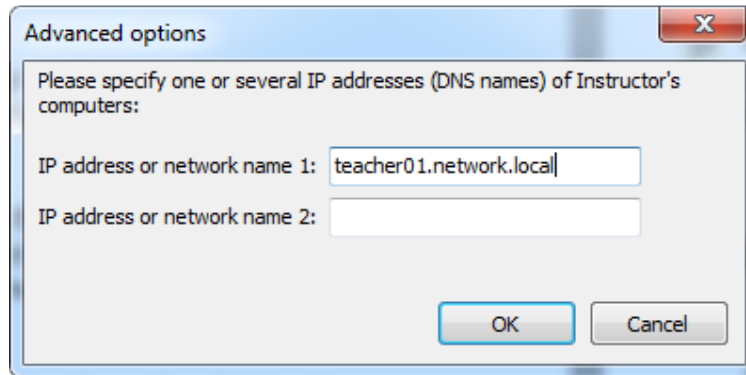 Advanced options
Please specify one or several IP addresses (DNS names) of Instructor's
computers:
IP address or network name 1: teacher01.network.local
IP address or network name 2:
OK Cancel